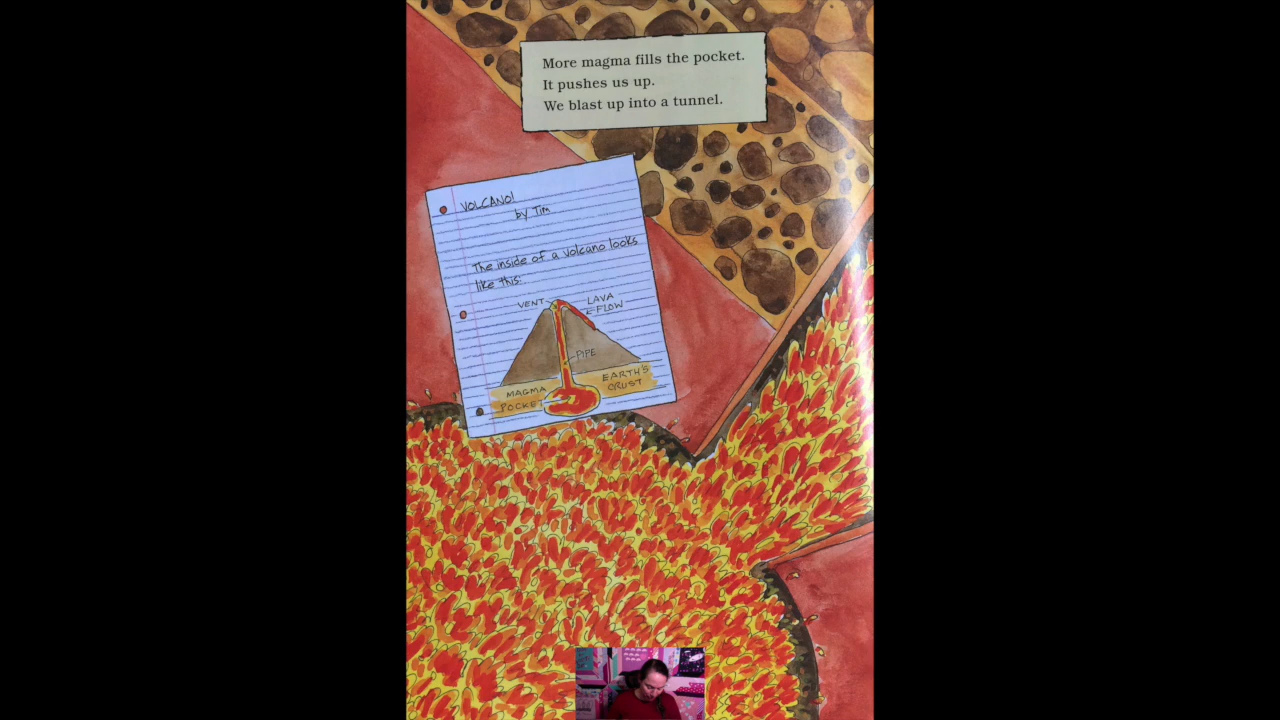 More magma fills the pocket.
It pushes us up.
We blast up into a tunnel.
VOLCANO!
by Tim
The inside of a volcano looks
like this:
VENT
LAVA
FLOW
PIPE
EARTH'S
CRUST
MAGMA
POCKET